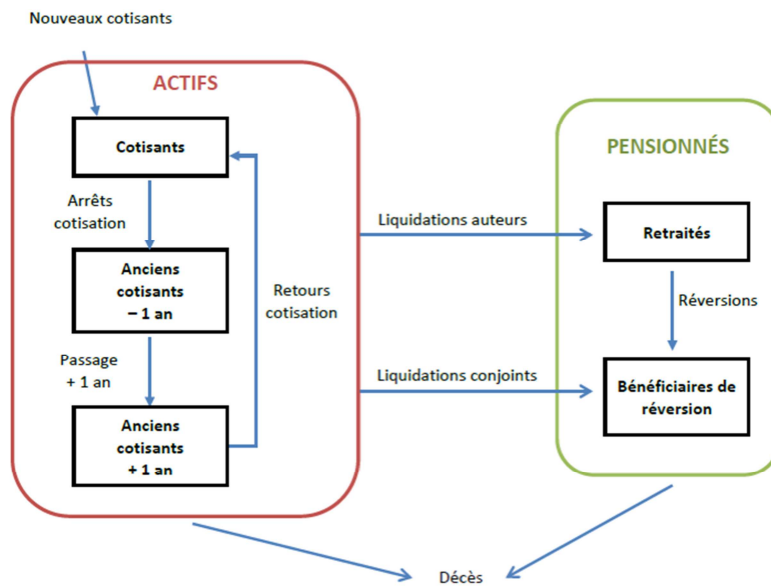 Nouveaux cotisants
ACTIFS
Cotisants
Arrêts
cotisation
Anciens
cotisants
– 1 an
Retours
cotisation
Passage
+ 1 an
Anciens
cotisants
+ 1 an
Liquidations auteurs
Liquidations conjoints
PENSIONNÉS
Retraités
Réversions
Bénéficiaires de
réversion
Décès